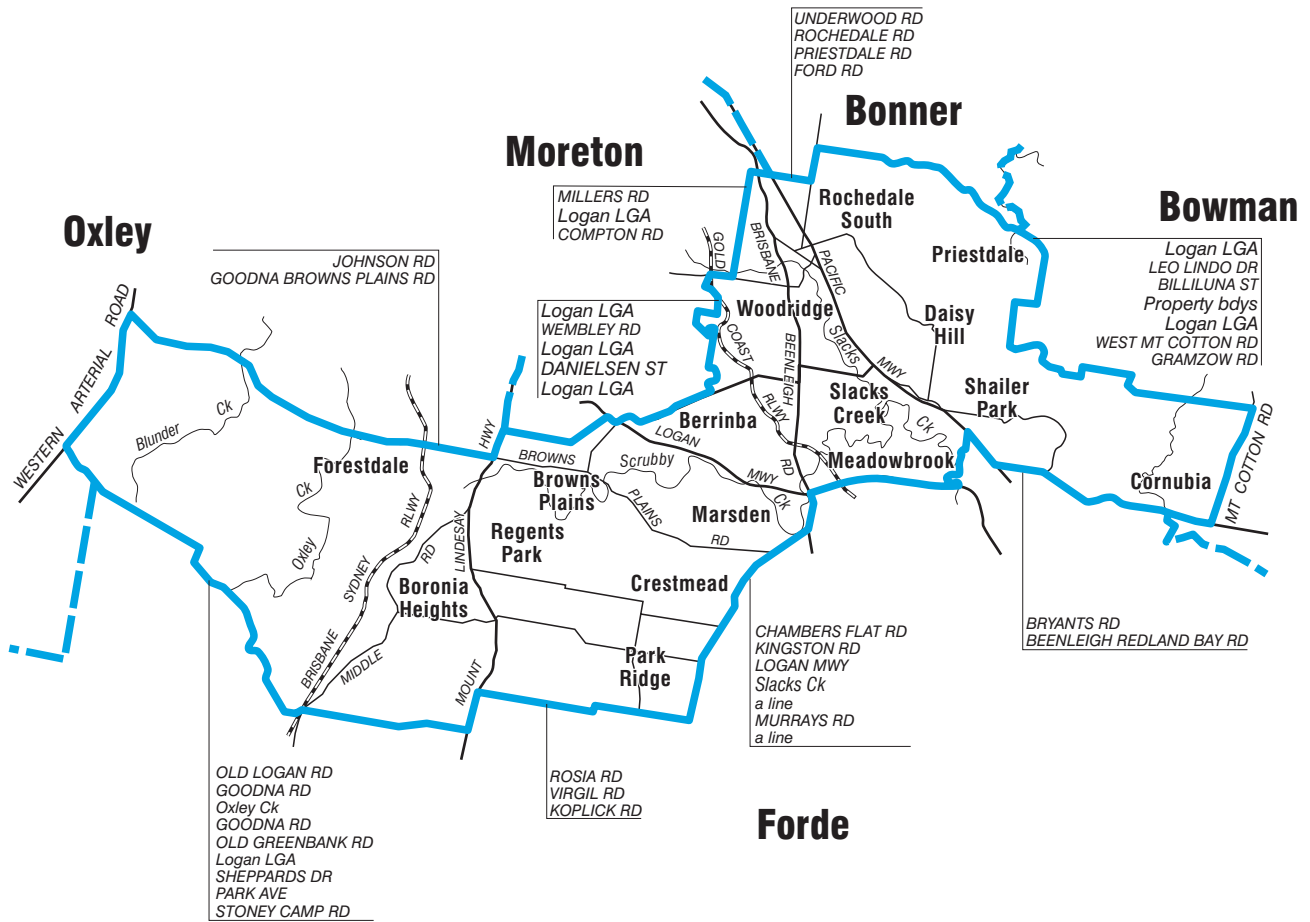 UNDERWOOD RD
ROCHEDALE RD
PRIESTDALE RD
FORD RD
Bonner
Moreton
MILLERS RD
Logan LGA
COMPTON RD
Rochedale
South
Bowman
Oxley
JOHNSON RD
GOODNA BROWNS PLAINS RD
Priestdale
Logan LGA
LEO LINDO DR
BILLILUNA ST
Property bdys
Logan LGA
WEST MT COTTON RD
GRAMZOW RD
GOLD
COAST
RLWY
BRISBANE
BEENLEIGH
RD
PACIFIC
MWY
Woodridge
Slacks
Ck
Daisy
Hill
Logan LGA
WEMBLEY RD
Logan LGA
DANIELSEN ST
Logan LGA
WESTERN
ARTERIAL
ROAD
Blunder
Ck
Forestdale
Oxley
Ck
BRISBANE
SYDNEY
RLWY
HWY
LINDESAY
MOUNT
Berrinba
Slacks
Creek
Shailer
Park
Meadowbrook
Cornubia
MT COTTON RD
LOGAN
MWY
BROWNS
PLAINS
RD
Scrubby
Ck
Browns
Plains
Marsden
Regents
Park
Crestmead
Boronia
Heights
MIDDLE
RD
Park
Ridge
BRYANTS RD
BEENLEIGH REDLAND BAY RD
CHAMBERS FLAT RD
KINGSTON RD
LOGAN MWY
Slacks Ck
a line
MURRAYS RD
a line
OLD LOGAN RD
GOODNA RD
Oxley Ck
GOODNA RD
OLD GREENBANK RD
Logan LGA
SHEPPARDS DR
PARK AVE
STONEY CAMP RD
ROSIA RD
VIRGIL RD
KOPLICK RD
Forde